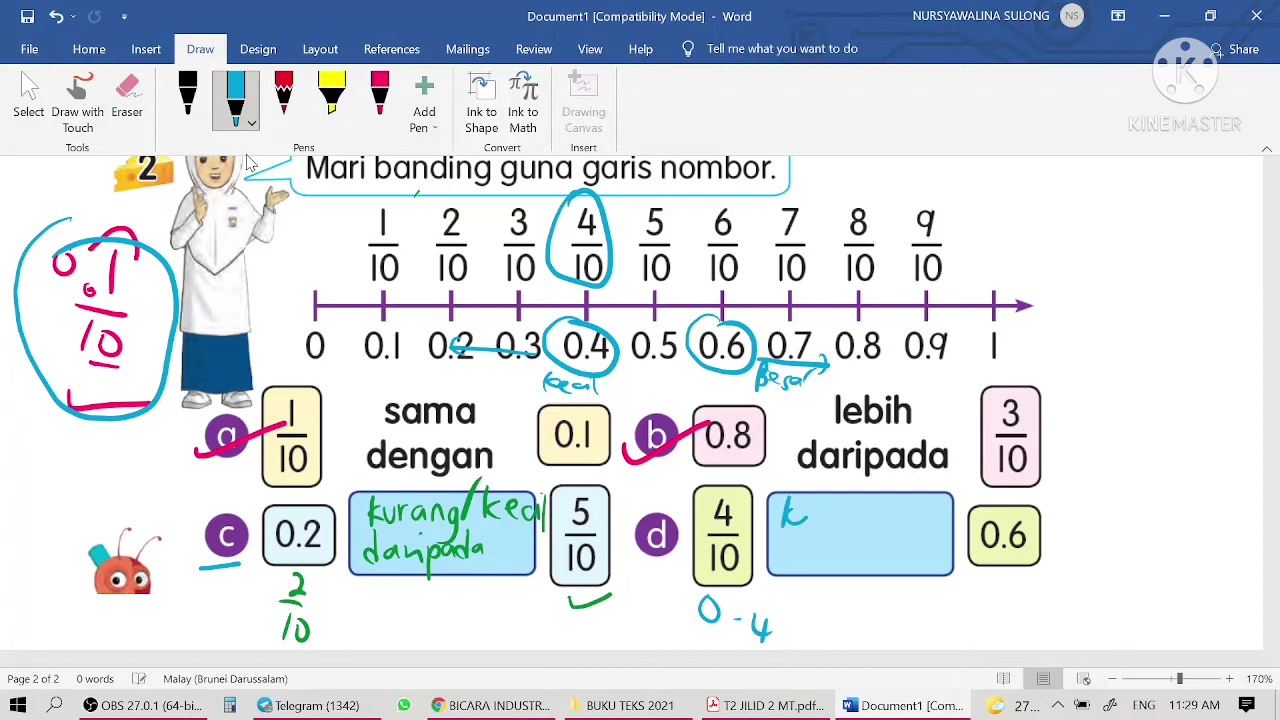 Document1 [Compatibility Mode] - Word
NURSYAWALINA SULONG
NS
File Home Insert Draw Design Layout References Mailings Review View Help Tell me what you want to do Share
Select
Draw with Touch
Eraser
Add Pen
Ink to Shape
Ink to Math
Drawing Canvas
Tools
Pens
Convert
Insert
K
KINEMASTER
2
Mari banding guna garis nombor.
1/10 2/10 3/10 4/10 5/10 6/10 7/10 8/10 9/10
0 0.1 0.2 0.3 0.4 0.5 0.6 0.7 0.8 0.9 1
kecil besar
0.1
10/1
a 1/10 sama dengan 0.1
b 0.8 lebih daripada 3/10
c 0.2 kurang/kecil daripada 5/10
d 4/10 k 0.6
2/10
0.4
Page 2 of 2 0 words Malay (Brunei Darussalam) 170%
OBS 27.0.1 (64-bi... Telegram (1342) BICARA INDUSTR... BUKU TEKS 2021 T2 JILID 2 MT.pdf... Document1 [Com... 27... ENG 11:29 AM